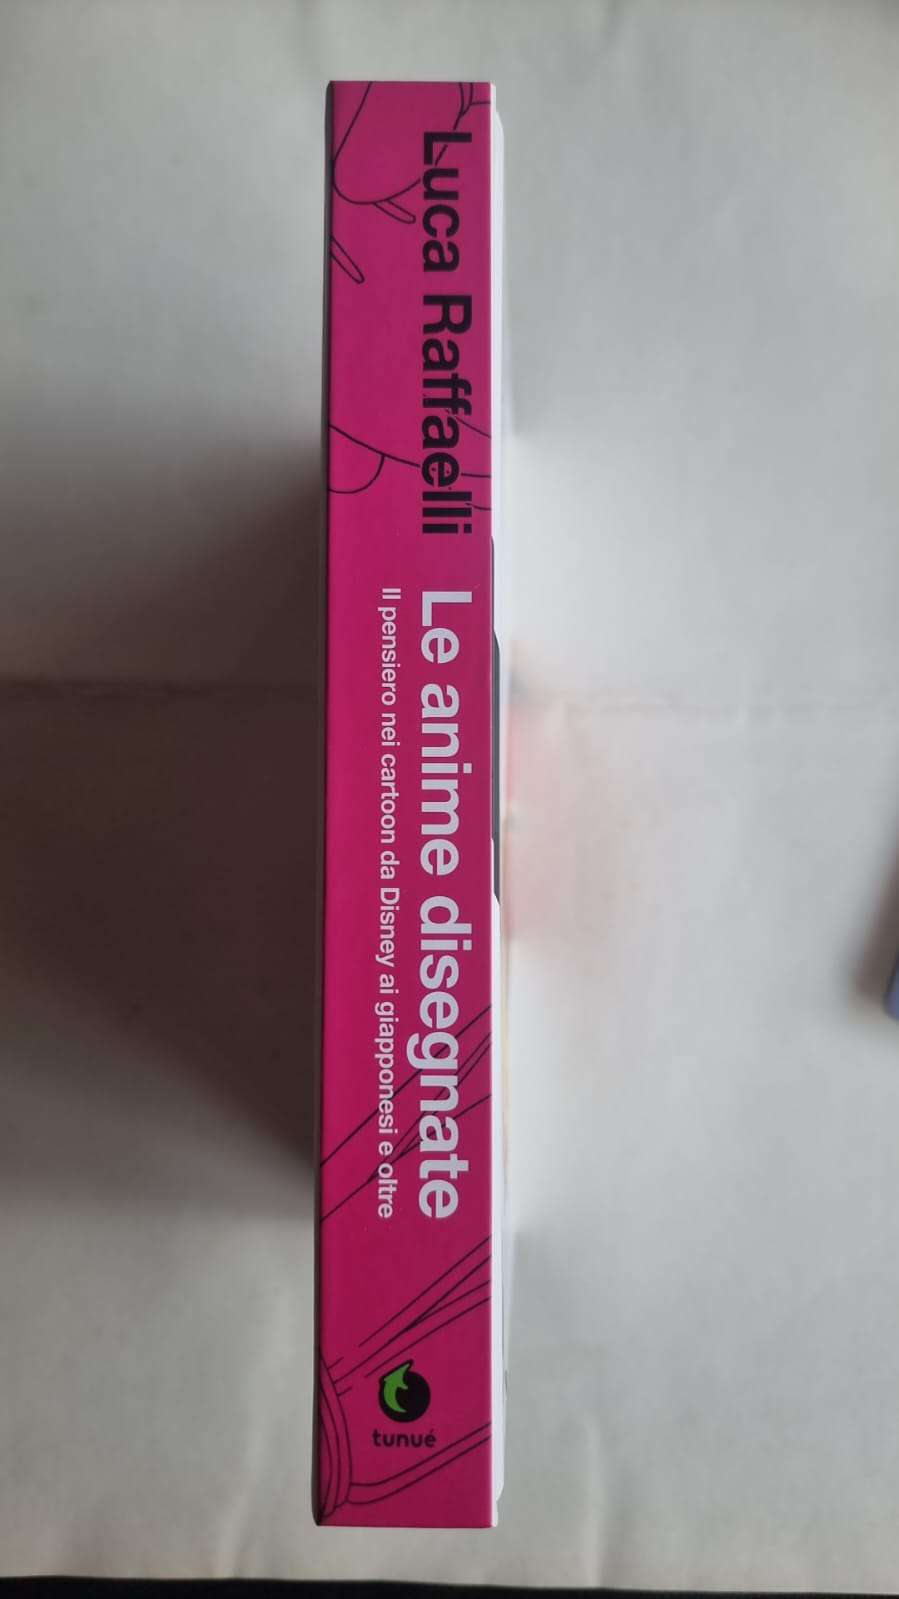 Luca Raffaelli
Le anime disegnate
Il pensiero nei cartoon da Disney ai giapponesi e oltre
tunué